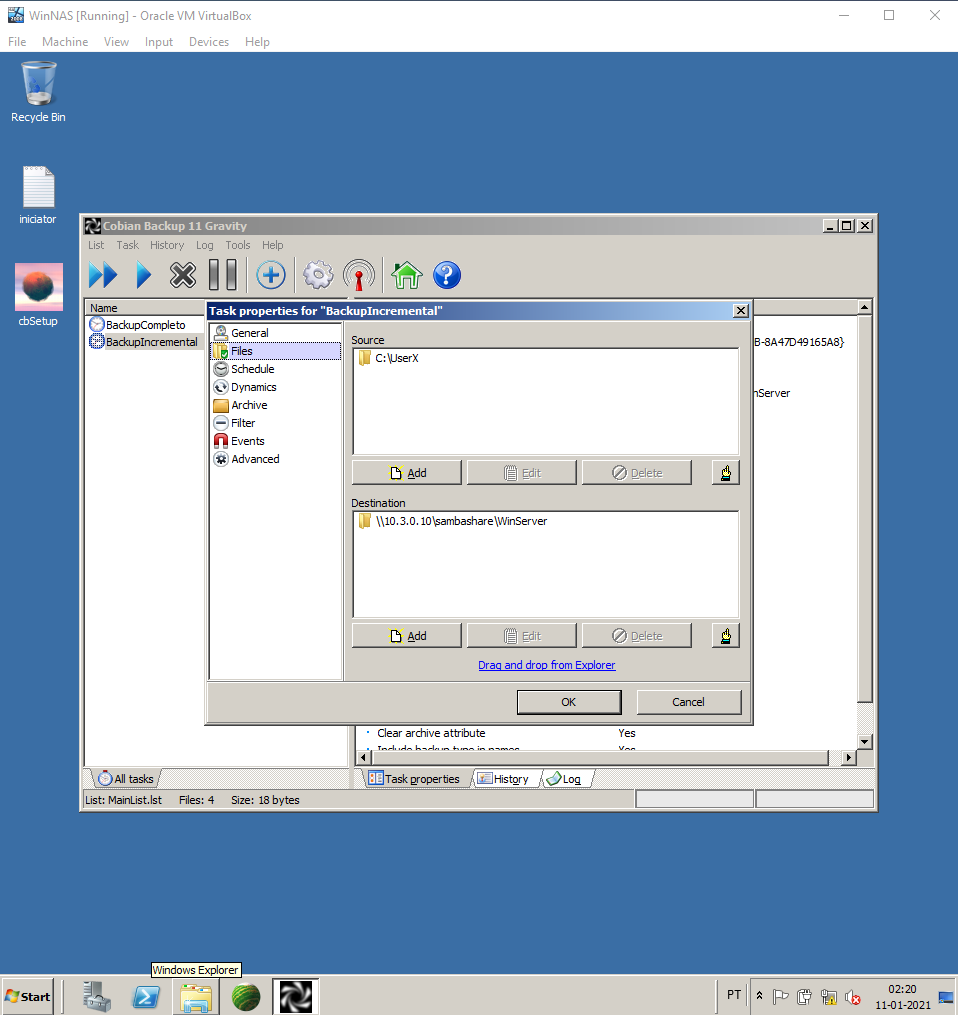 WinNAS [Running] - Oracle VM VirtualBox
File Machine View Input Devices Help
Recycle Bin
iniciator
cbSetup
Cobian Backup 11 Gravity
List Task History Log Tools Help
Name
BackupCompleto
BackupIncremental
B-8A47D49165A8}
nServer
Task properties for "BackupIncremental"
General
Files
Schedule
Dynamics
Archive
Filter
Events
Advanced
Source
C:\UserX
Add Edit Delete
Destination
\\10.3.0.10\sambashare\WinServer
Add Edit Delete
Drag and drop from Explorer
OK Cancel
Clear archive attribute Yes
Include backup type in names Yes
All tasks
Task properties History Log
List: MainList.lst Files: 4 Size: 18 bytes
Windows Explorer
Start
PT
02:20
11-01-2021